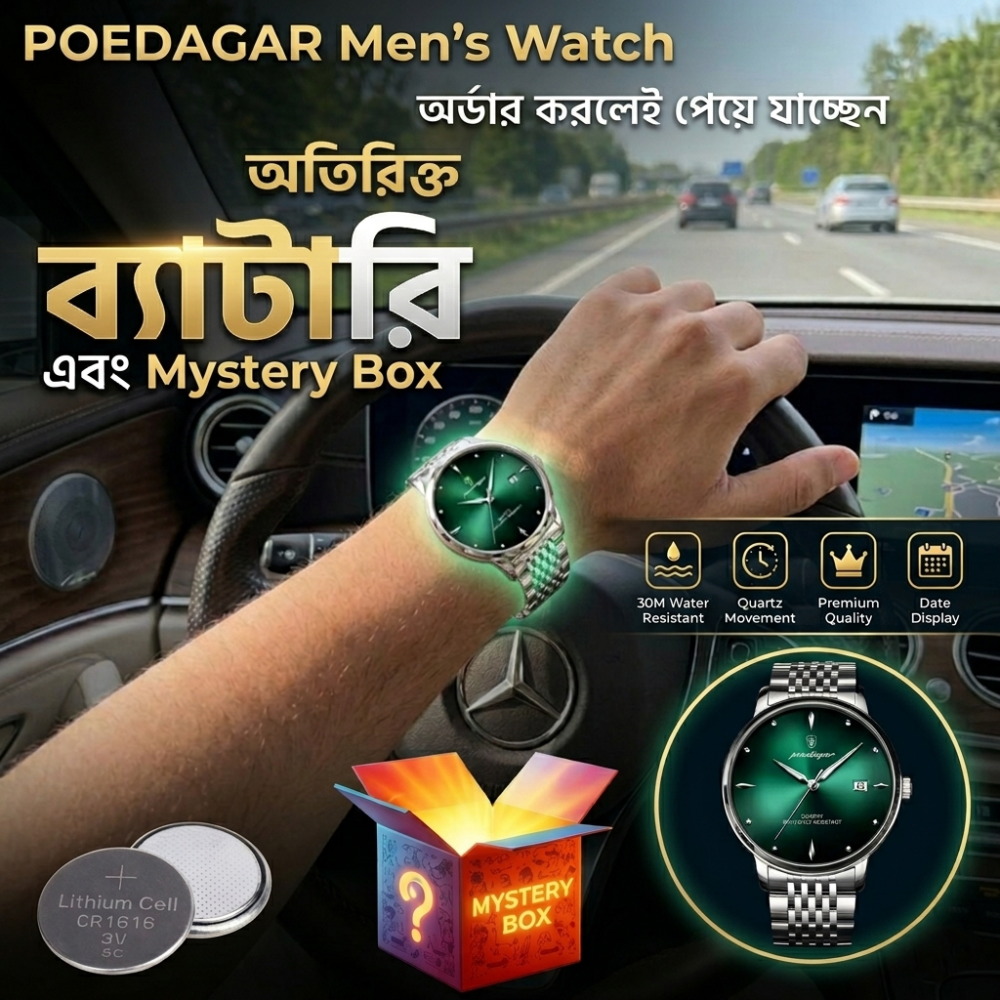 POEDAGAR Men's Watch
অর্ডার করলেই পেয়ে যাচ্ছেন
অতিরিক্ত
ব্যাটারি
এবং Mystery Box
30M Water
Resistant
Quartz
Movement
Premium
Quality
Date
Display
Lithium Cell
CR1616
3V
SC
?
MYSTERY
BOX